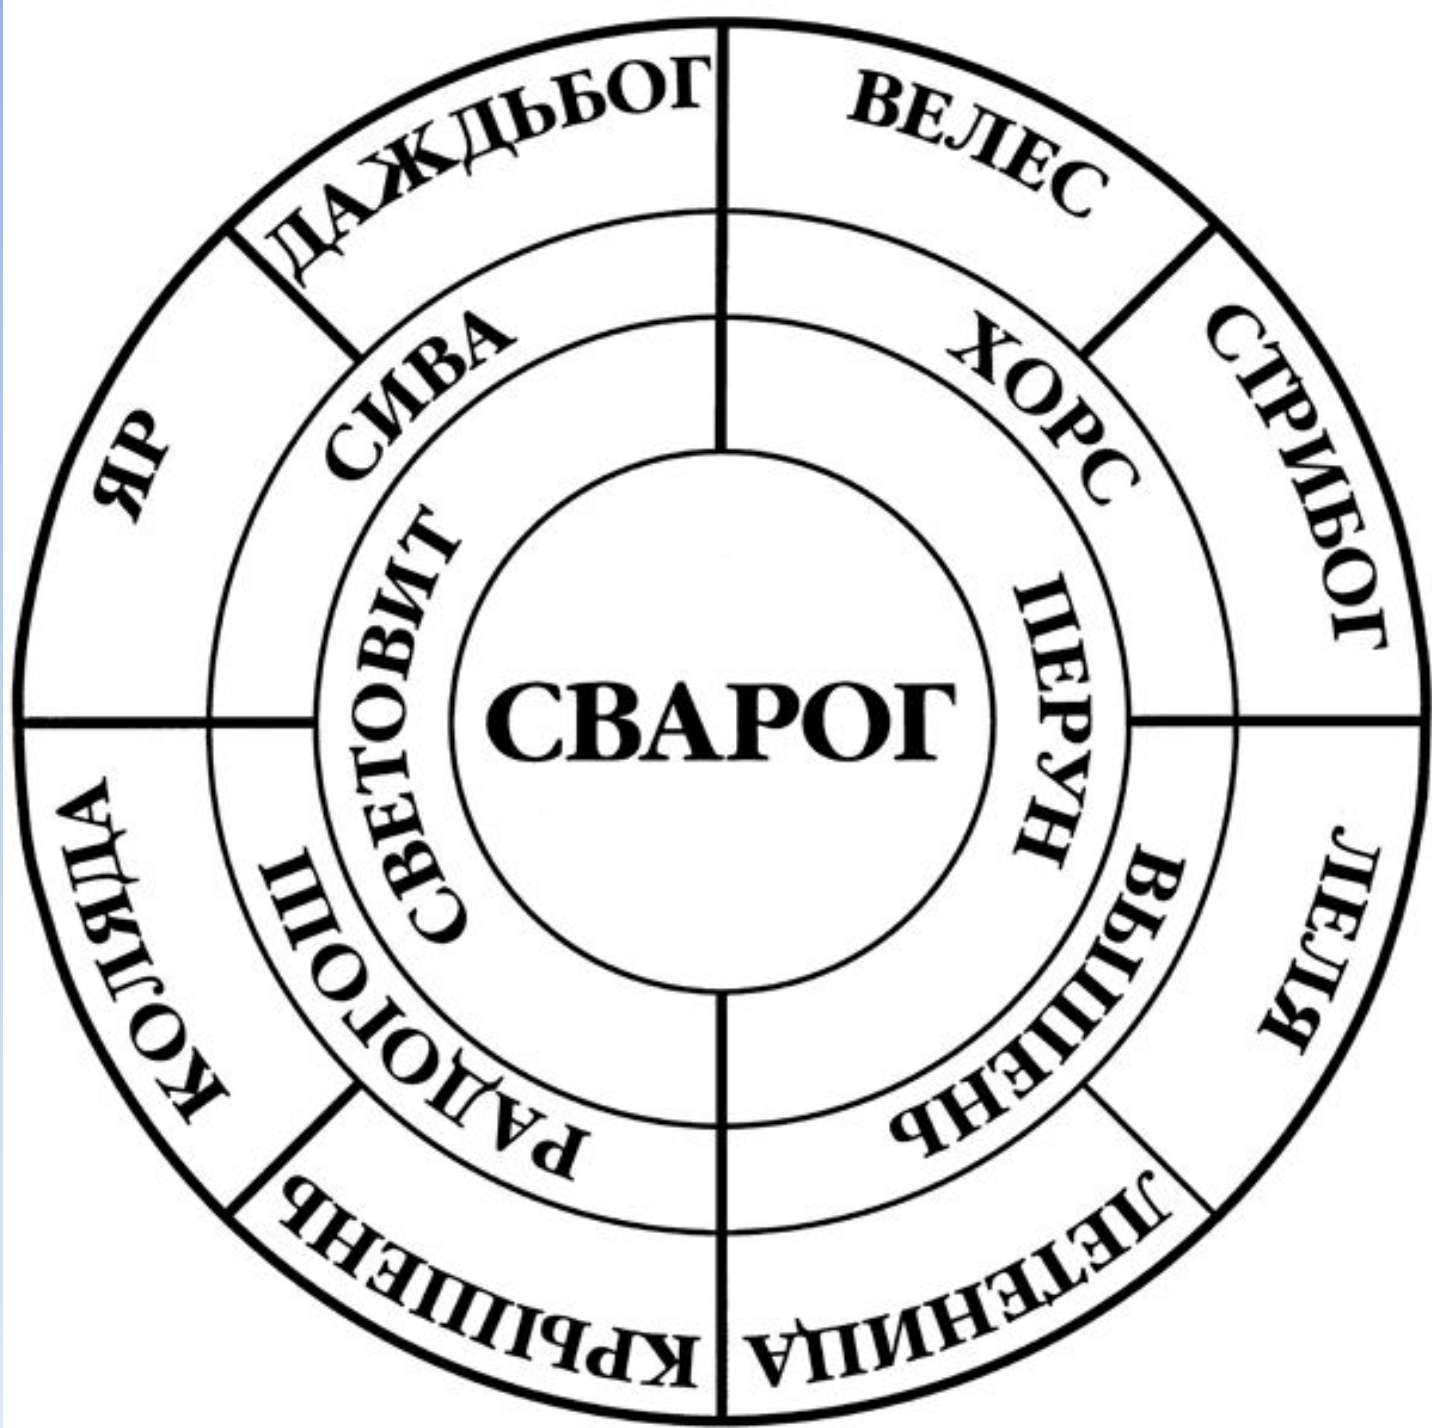 ДАЖДЬБОГ
ВЕЛЕС
СТРИБОГ
ЛЕЛЯ
ЛЕТЕНИЦА
КРЫШЕНЬ
КОЛЯДА
ЯР
СИВА
ХОРС
ВЫШЕНЬ
РАДОГОЩ
СВЕТОВИТ
ПЕРУН
СВАРОГ